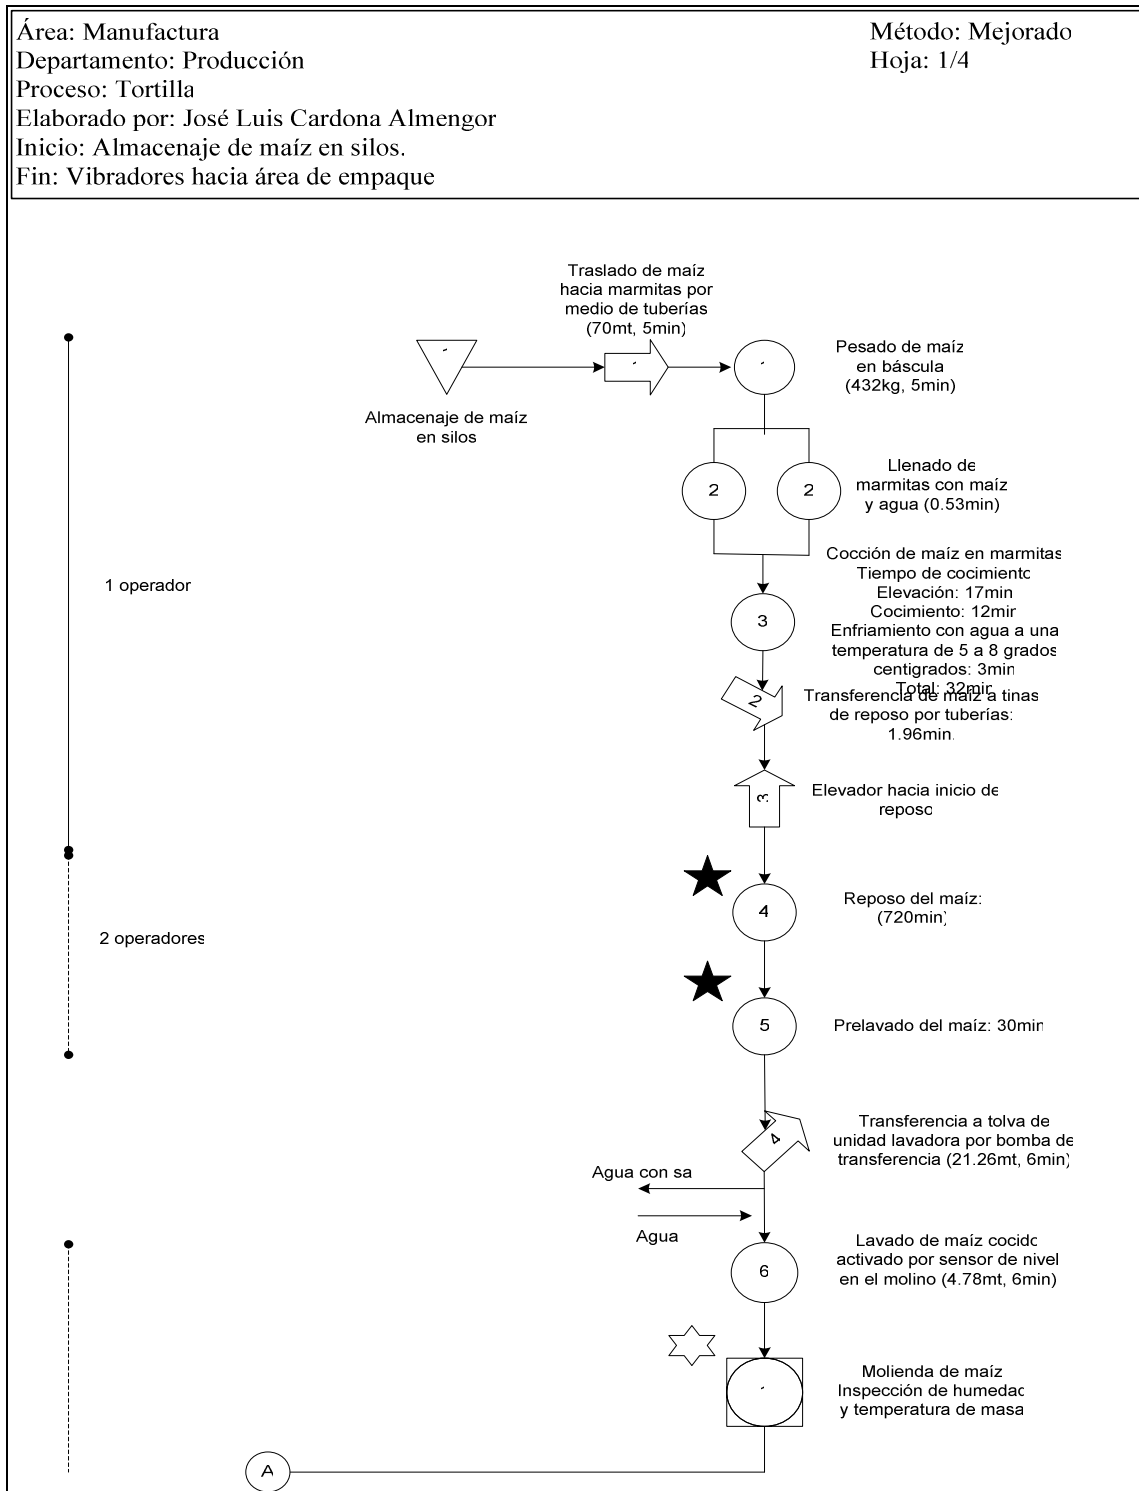 Área: Manufactura
Método: Mejorado
Departamento: Producción
Hoja: 1/4
Proceso: Tortilla
Elaborado por: José Luis Cardona Almengor
Inicio: Almacenaje de maíz en silos.
Fin: Vibradores hacia área de empaque
Traslado de maíz
hacia marmitas por
medio de tuberías
(70mt, 5min)
Pesado de maíz
en báscula
(432kg, 5min)
Almacenaje de maíz
en silos
2
2
Llenado de
marmitas con maíz
y agua (0.53min)
1 operador
3
Cocción de maíz en marmitas
Tiempo de cocimiento
Elevación: 17min
Cocimiento: 12min
Enfriamiento con agua a una
temperatura de 5 a 8 grados
centigrados: 3min
Total: 32min
2
Transferencia de maíz a tinas
de reposo por tuberías:
1.96min.
3
Elevador hacia inicio de
reposo
4
Reposo del maíz:
(720min)
2 operadores
5
Prelavado del maíz: 30min
4
Transferencia a tolva de
unidad lavadora por bomba de
transferencia (21.26mt, 6min)
Agua con sa
Agua
6
Lavado de maíz cocido
activado por sensor de nivel
en el molino (4.78mt, 6min)
Molienda de maíz
Inspección de humedad
y temperatura de masa
A